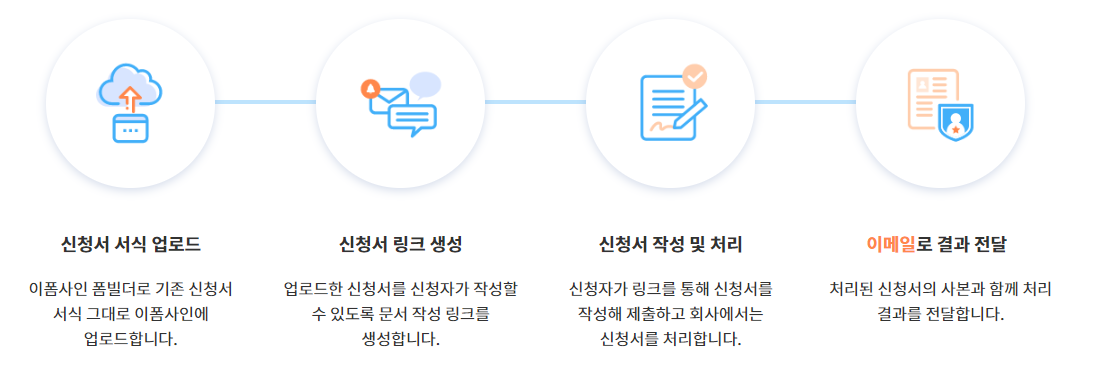 신청서 서식 업로드
이폼사인 폼빌더로 기존 신청서
서식 그대로 이폼사인에
업로드합니다.
신청서 링크 생성
업로드한 신청서를 신청자가 작성할
수 있도록 문서 작성 링크를
생성합니다.
신청서 작성 및 처리
신청자가 링크를 통해 신청서를
작성해 제출하고 회사에서는
신청서를 처리합니다.
이메일로 결과 전달
처리된 신청서의 사본과 함께 처리
결과를 전달합니다.